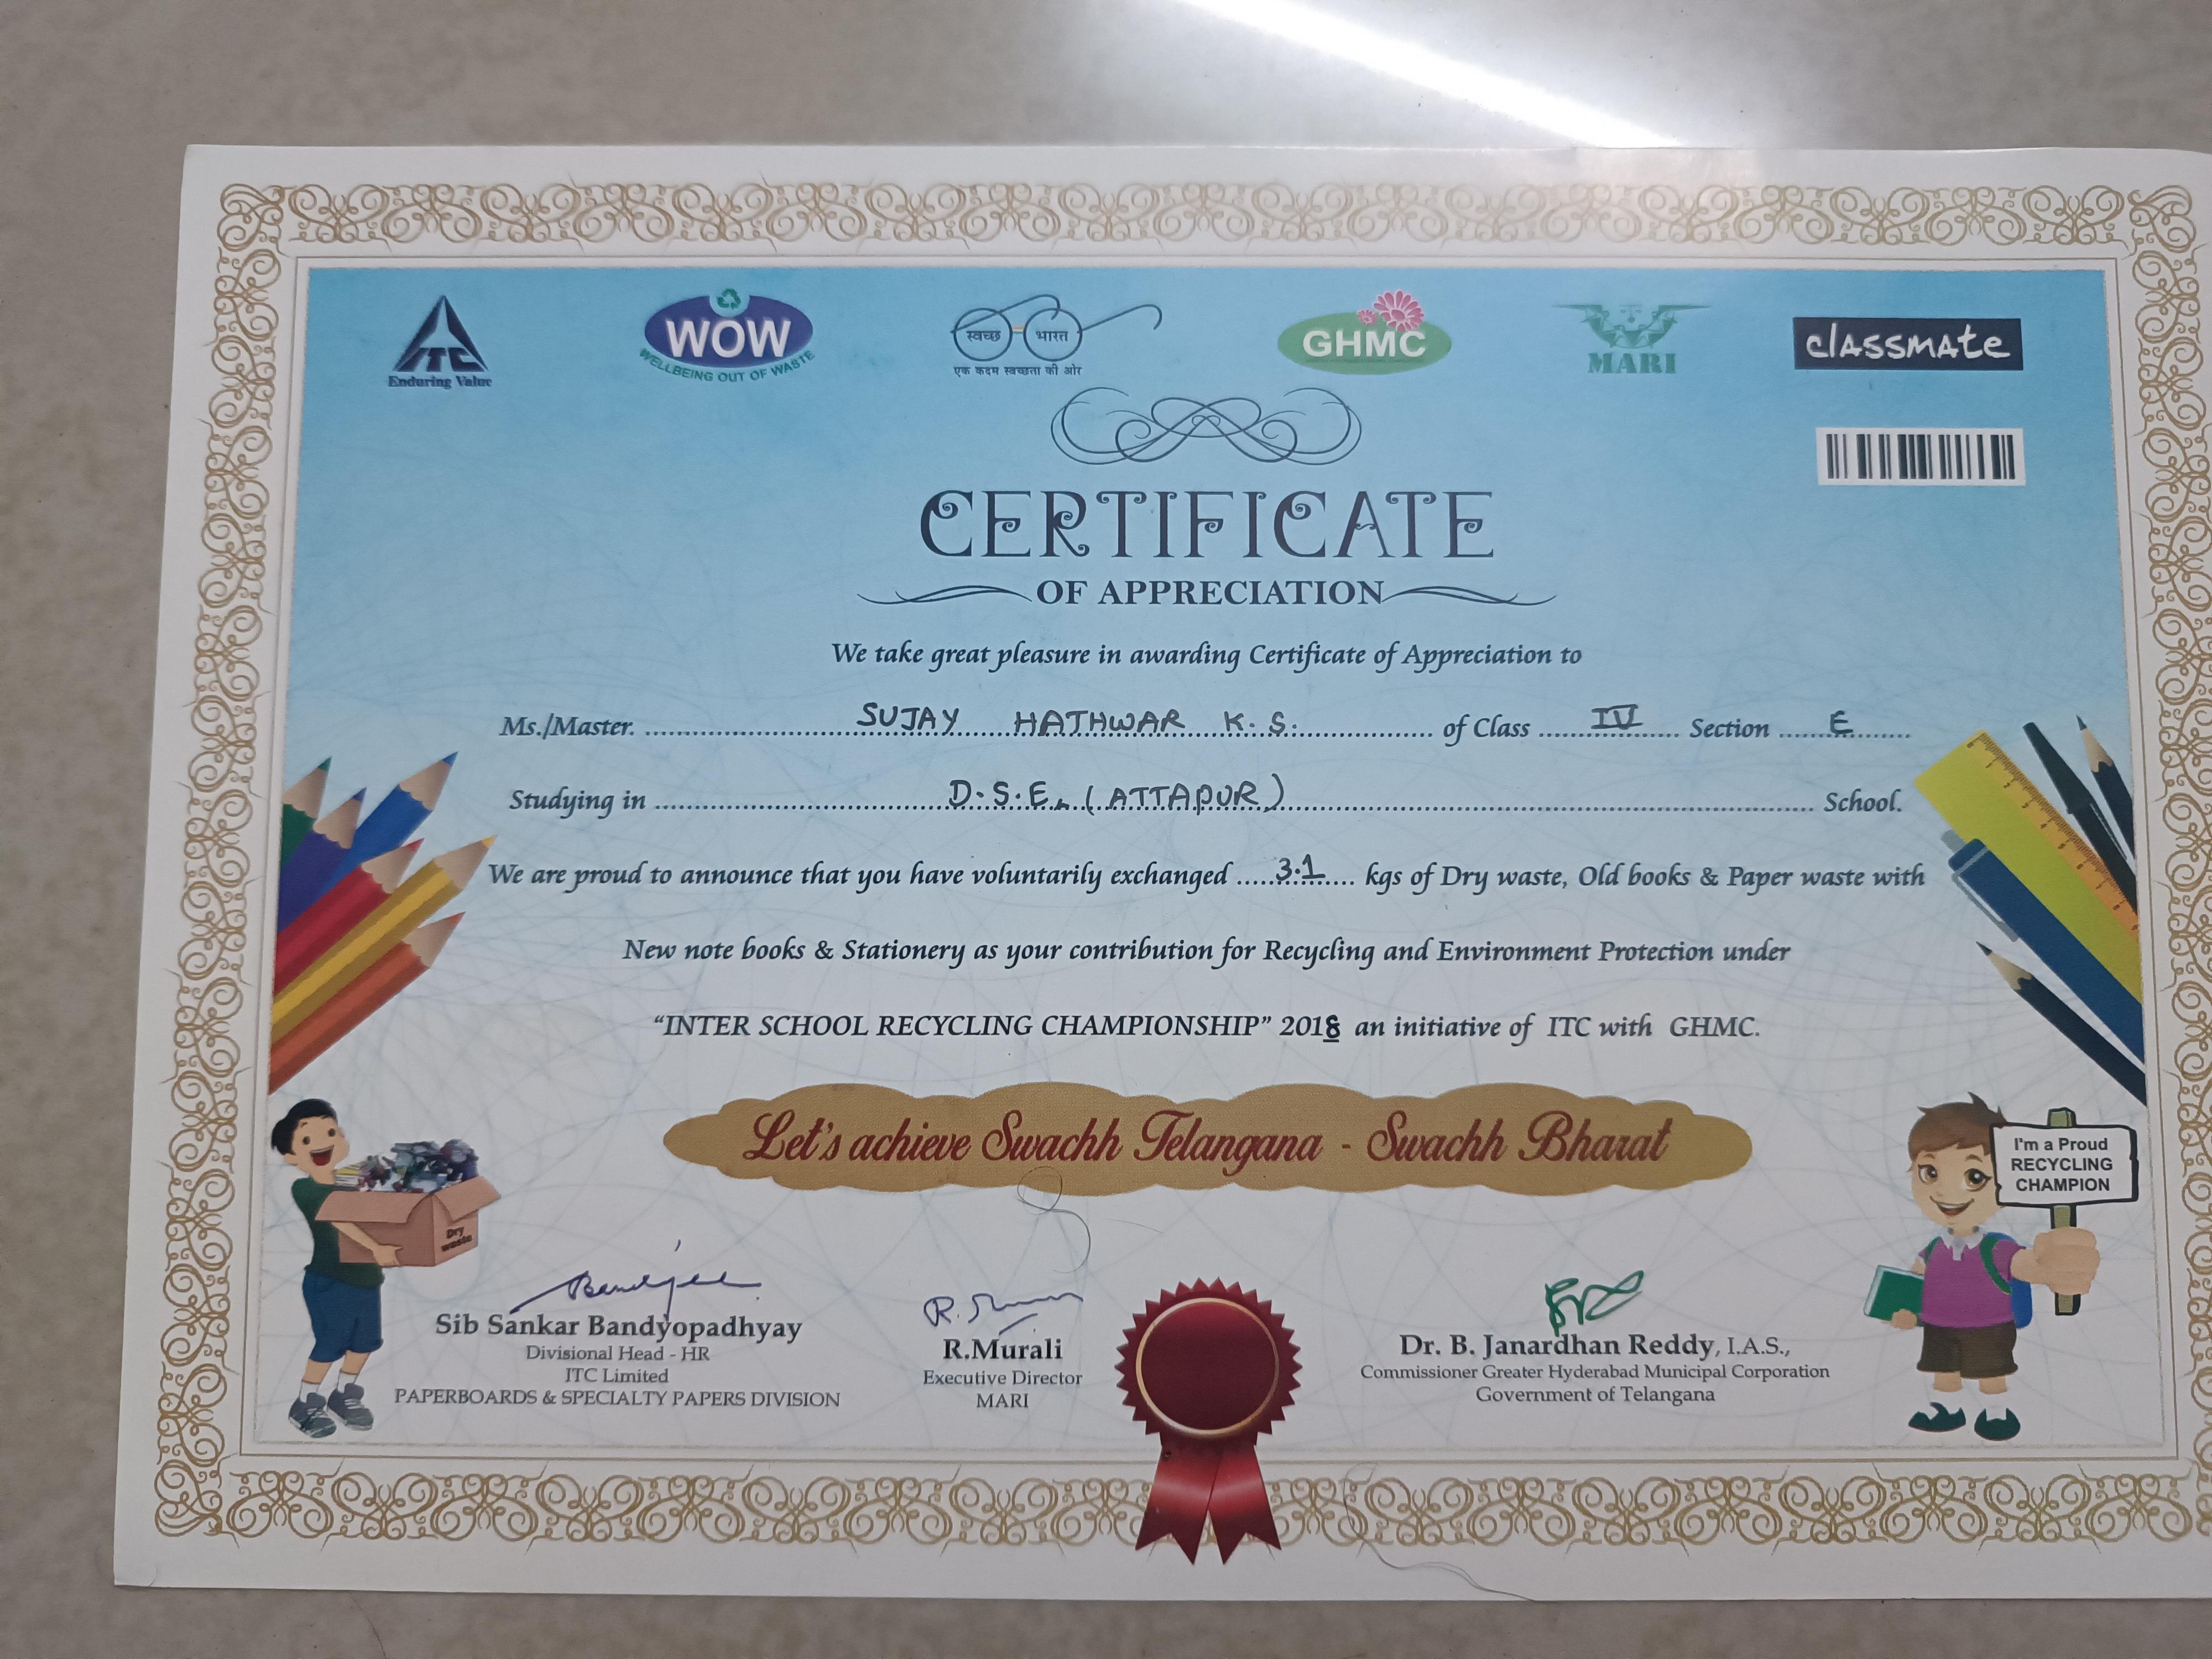 ITC
Enduring Value
WOW
WELLBEING OUT OF WASTE
स्वच्छ भारत
एक कदम स्वच्छता की ओर
GHMC
MARI
classmate
CERTIFICATE
OF APPRECIATION
We take great pleasure in awarding Certificate of Appreciation to
Ms./Master. SUJAY HATHWAR K.S. of Class IV Section E
Studying in D.S.E. (ATTAPUR) School.
We are proud to announce that you have voluntarily exchanged 3.1 kgs of Dry waste, Old books & Paper waste with
New note books & Stationery as your contribution for Recycling and Environment Protection under
"INTER SCHOOL RECYCLING CHAMPIONSHIP" 2018 an initiative of ITC with GHMC.
Let's achieve Swachh Telangana - Swachh Bharat
I'm a Proud
RECYCLING
CHAMPION
Dry
waste
Sib Sankar Bandyopadhyay
Divisional Head - HR
ITC Limited
PAPERBOARDS & SPECIALTY PAPERS DIVISION
R. Murali
R.Murali
Executive Director
MARI
Dr. B. Janardhan Reddy, I.A.S.,
Commissioner Greater Hyderabad Municipal Corporation
Government of Telangana